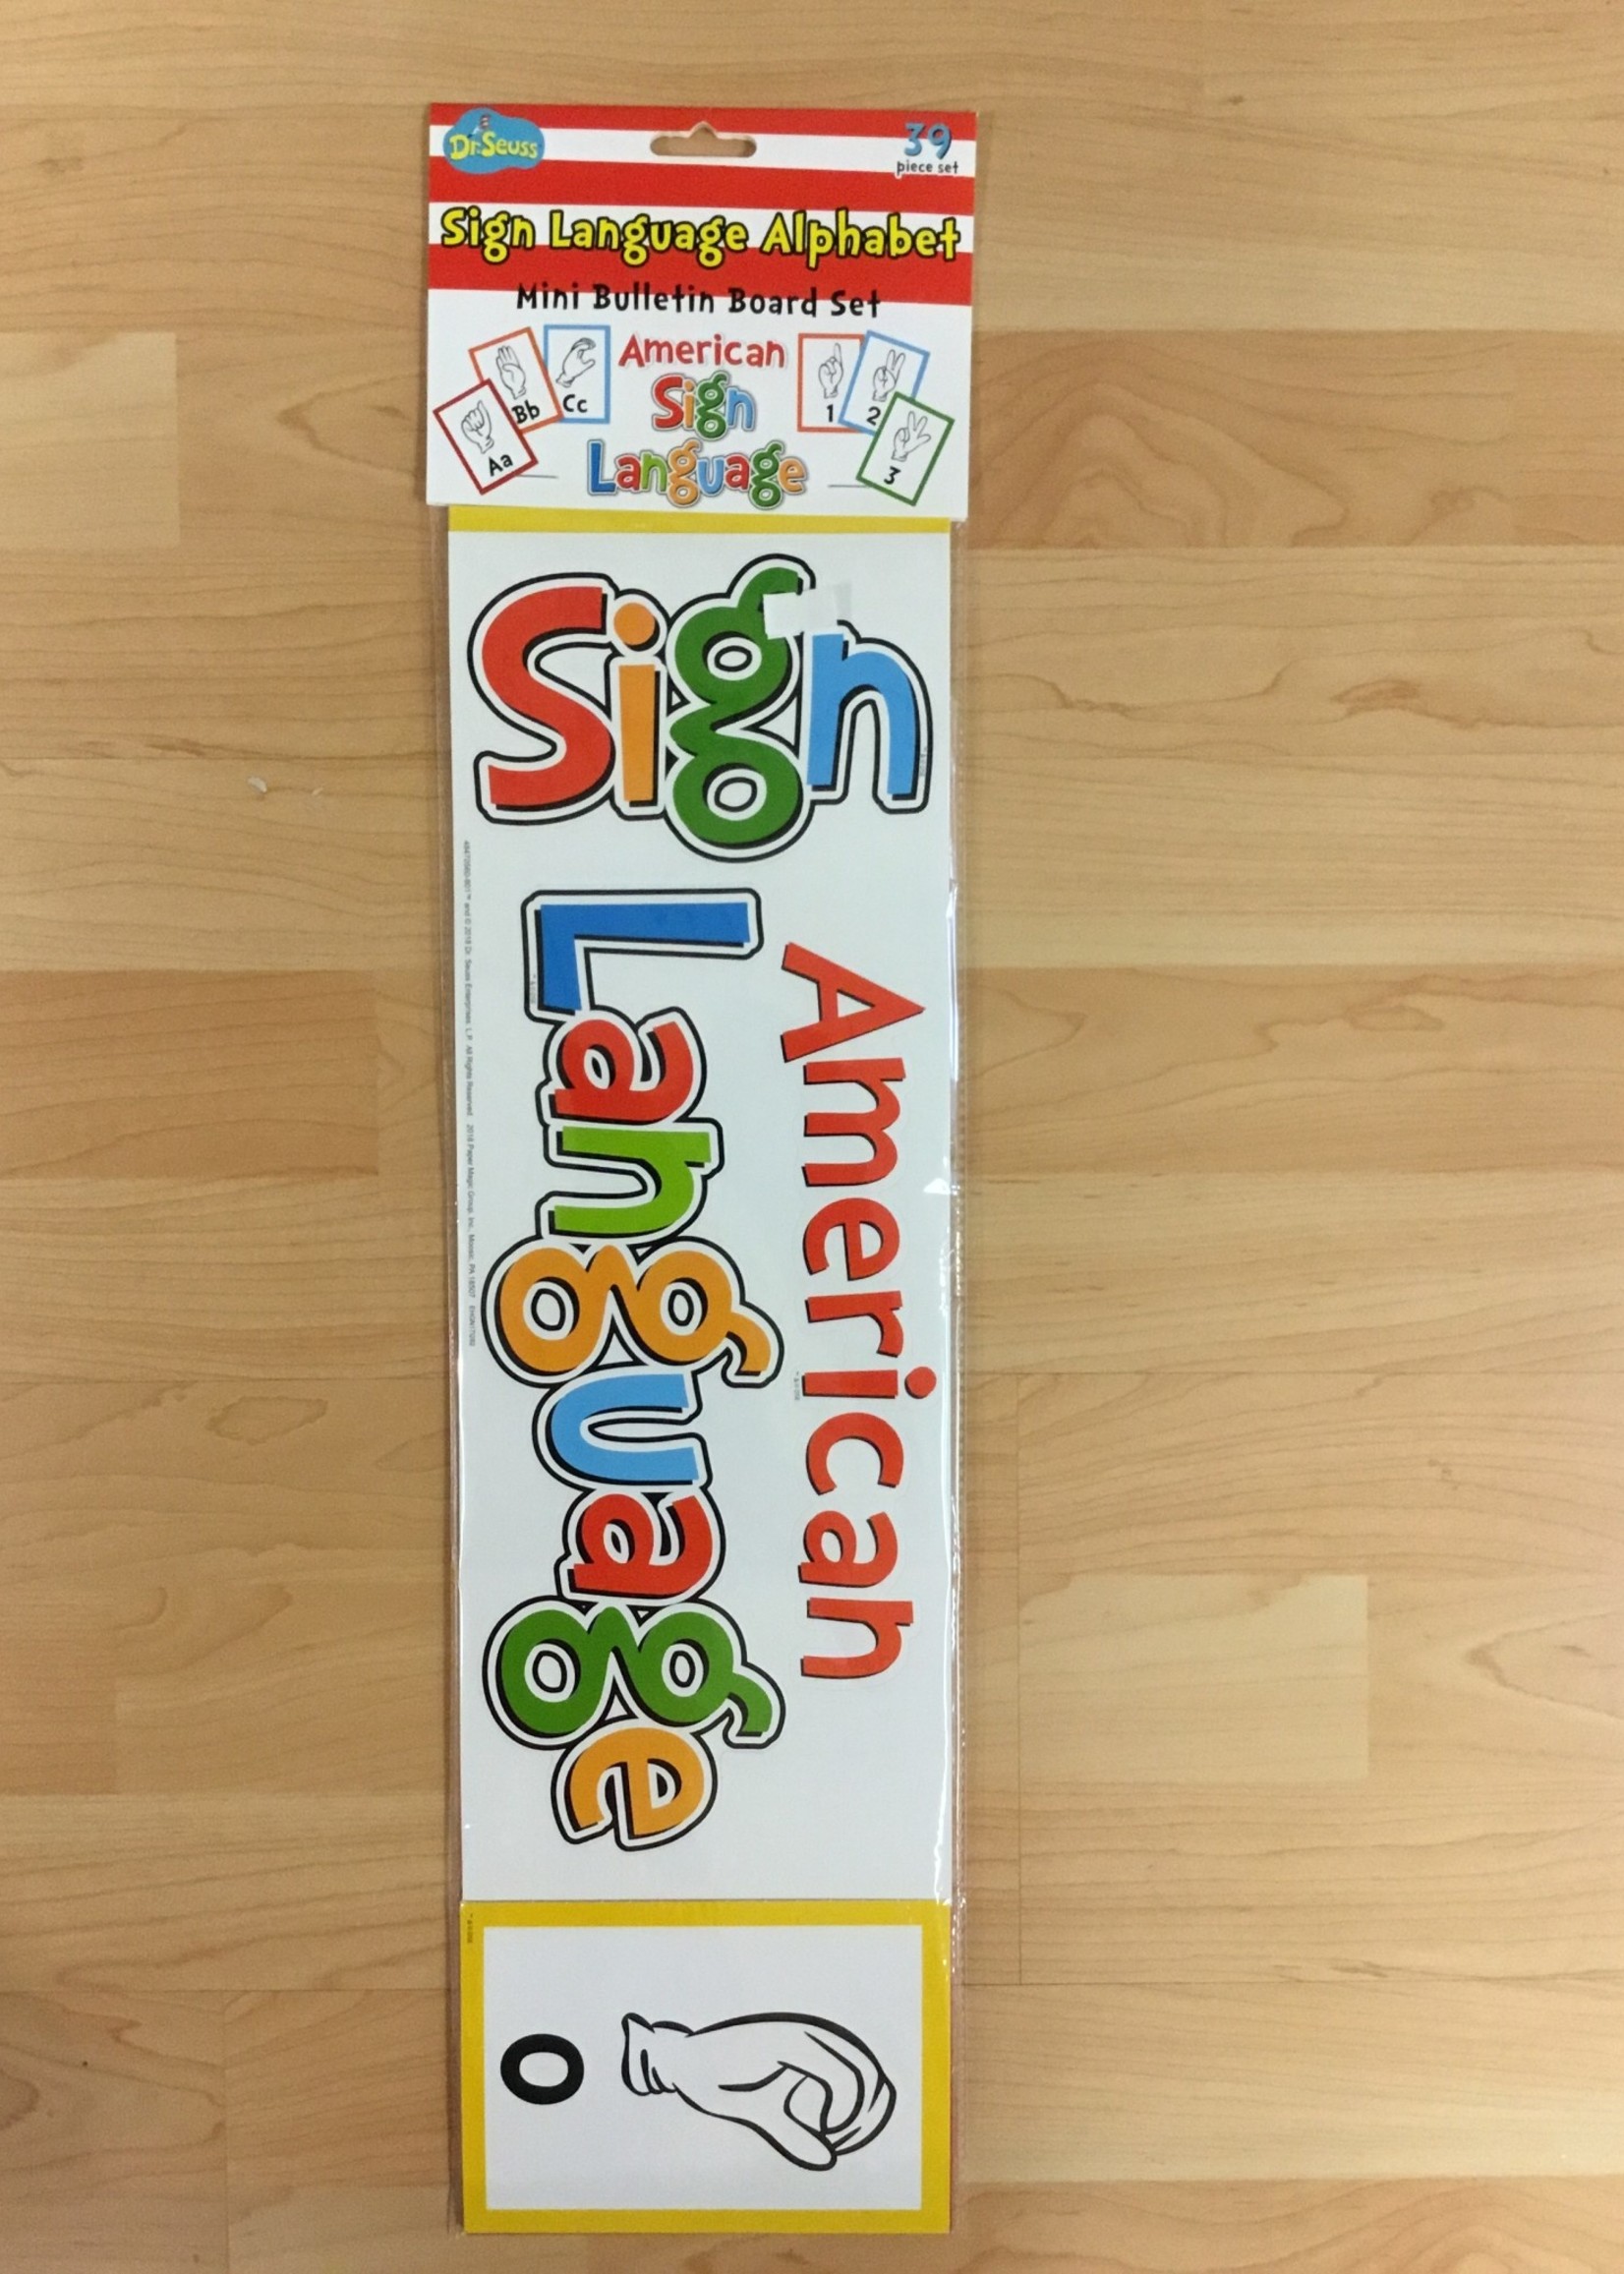 Dr. Seuss
39
piece set
Sign Language Alphabet
Mini Bulletin Board Set
American
Sign
Language
Aa
Bb
Cc
1
2
3
Sign
American
Language
0